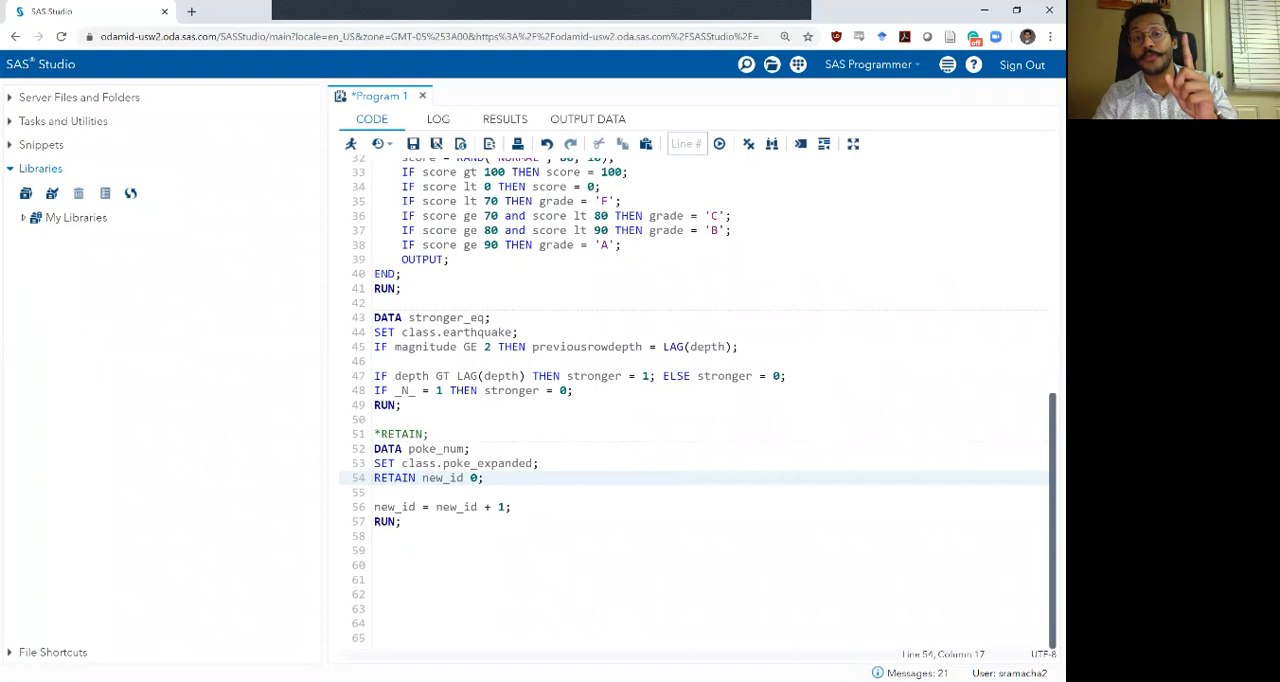 SAS Studio
odamid-usw2.oda.sas.com/SASStudio/main?locale=en_US&zone=GMT-05%253A00&https%3A%2F%2Fodamid-usw2.oda.sas.com%2FSASStudio%2F=
SAS® Studio
SAS Programmer
Sign Out
Server Files and Folders
Tasks and Utilities
Snippets
Libraries
My Libraries
File Shortcuts
*Program 1
CODE LOG RESULTS OUTPUT DATA
Line #
32 score = RAND('NORMAL', 80, 10);
33 IF score gt 100 THEN score = 100;
34 IF score lt 0 THEN score = 0;
35 IF score lt 70 THEN grade = 'F';
36 IF score ge 70 and score lt 80 THEN grade = 'C';
37 IF score ge 80 and score lt 90 THEN grade = 'B';
38 IF score ge 90 THEN grade = 'A';
39 OUTPUT;
40 END;
41 RUN;
42
43 DATA stronger_eq;
44 SET class.earthquake;
45 IF magnitude GE 2 THEN previousrowdepth = LAG(depth);
46
47 IF depth GT LAG(depth) THEN stronger = 1; ELSE stronger = 0;
48 IF _N_ = 1 THEN stronger = 0;
49 RUN;
50
51 *RETAIN;
52 DATA poke_num;
53 SET class.poke_expanded;
54 RETAIN new_id 0;
55
56 new_id = new_id + 1;
57 RUN;
58
59
60
61
62
63
64
65
Line 54, Column 17
UTF-8
Messages: 21
User: sramacha2